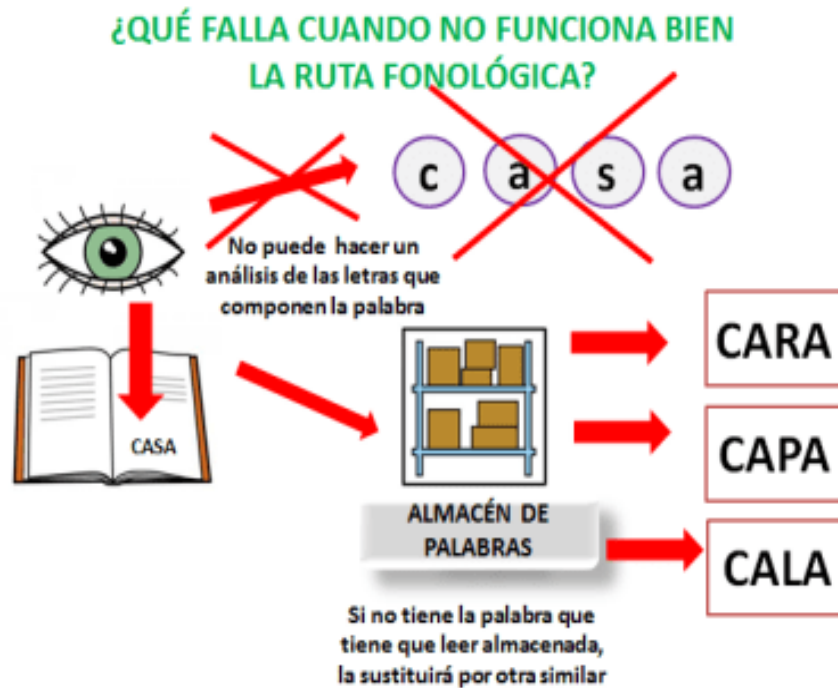 ¿QUÉ FALLA CUANDO NO FUNCIONA BIEN
LA RUTA FONOLÓGICA?
c a s a
No puede hacer un
análisis de las letras que
componen la palabra
CASA
CARA
CAPA
CALA
ALMACÉN DE
PALABRAS
Si no tiene la palabra que
tiene que leer almacenada,
la sustituirá por otra similar